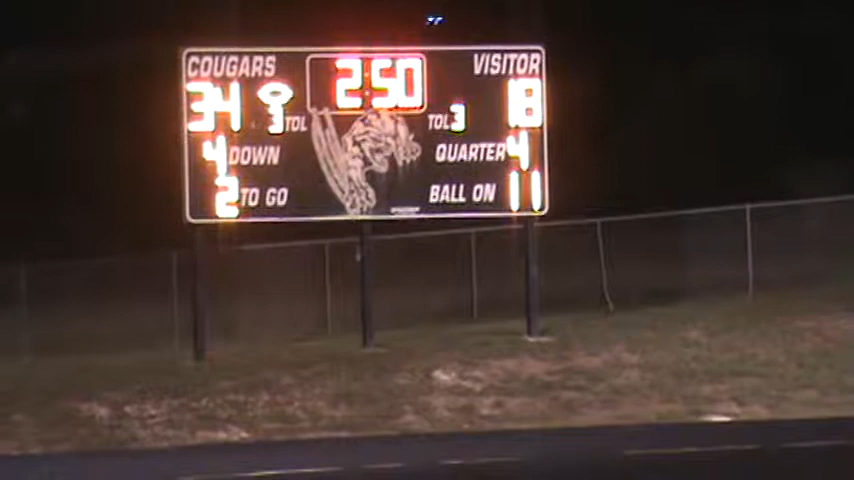 COUGARS 2:50 VISITOR
34 3 TOL TOL 3 18
4 DOWN QUARTER 4
2 TO GO BALL ON 11